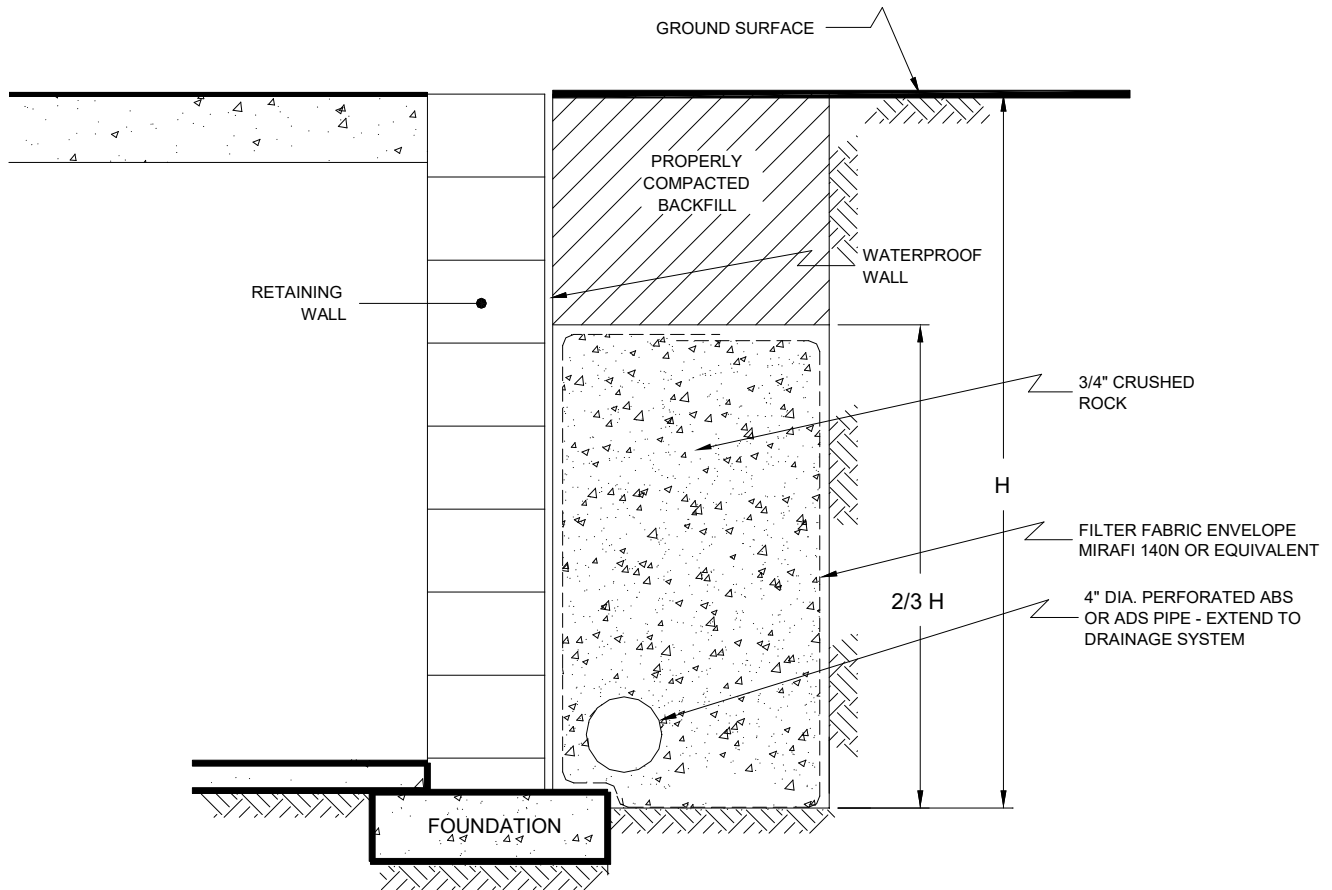 GROUND SURFACE
PROPERLY
COMPACTED
BACKFILL
WATERPROOF
WALL
RETAINING
WALL
3/4" CRUSHED
ROCK
H
FILTER FABRIC ENVELOPE
MIRAFI 140N OR EQUIVALENT
2/3 H
4" DIA. PERFORATED ABS
OR ADS PIPE - EXTEND TO
DRAINAGE SYSTEM
FOUNDATION